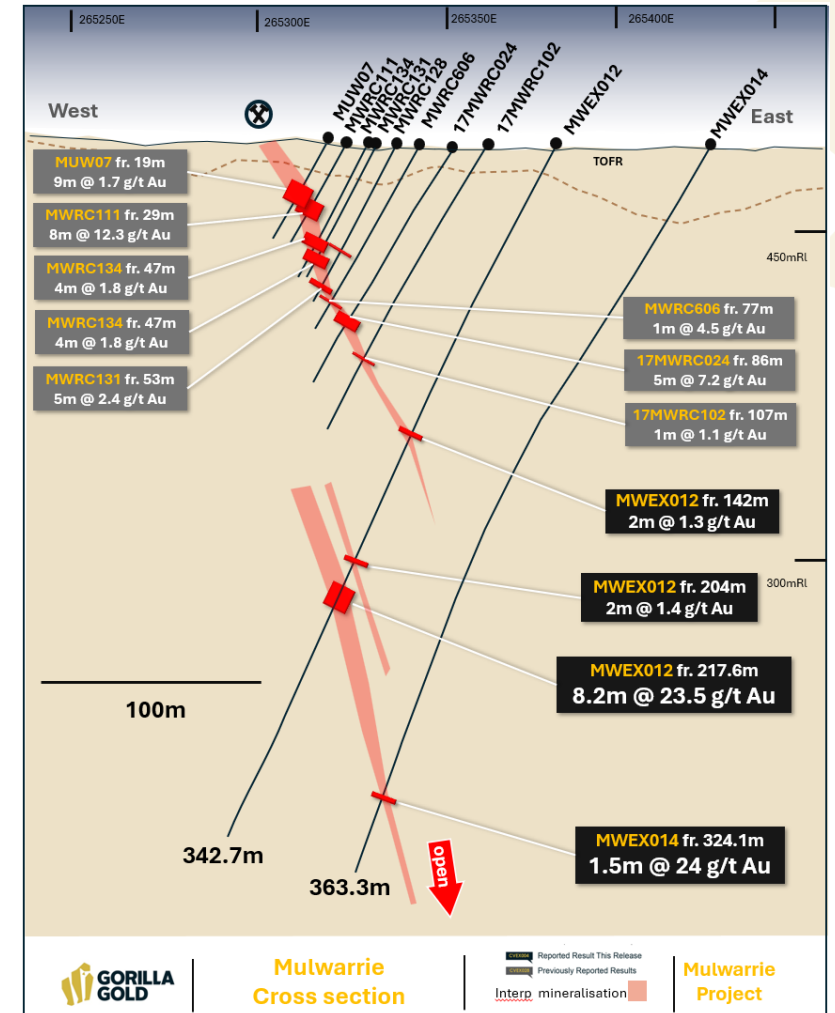 265250E
265300E
265350E
265400E
West
East
MUW07
MWRC111
MWRC134
MWRC131
MWRC128
MWRC606
17MWRC024
17MWRC102
MWEX012
MWEX014
TOFR
MUW07 fr. 19m
9m @ 1.7 g/t Au
MWRC111 fr. 29m
8m @ 12.3 g/t Au
MWRC134 fr. 47m
4m @ 1.8 g/t Au
MWRC134 fr. 47m
4m @ 1.8 g/t Au
MWRC131 fr. 53m
5m @ 2.4 g/t Au
450mRl
MWRC606 fr. 77m
1m @ 4.5 g/t Au
17MWRC024 fr. 86m
5m @ 7.2 g/t Au
17MWRC102 fr. 107m
1m @ 1.1 g/t Au
MWEX012 fr. 142m
2m @ 1.3 g/t Au
300mRl
MWEX012 fr. 204m
2m @ 1.4 g/t Au
MWEX012 fr. 217.6m
8.2m @ 23.5 g/t Au
100m
MWEX014 fr. 324.1m
1.5m @ 24 g/t Au
342.7m
363.3m
open
GORILLA
GOLD
Mulwarrie
Cross section
Reported Result This Release
Previously Reported Results
Interp mineralisation
Mulwarrie
Project